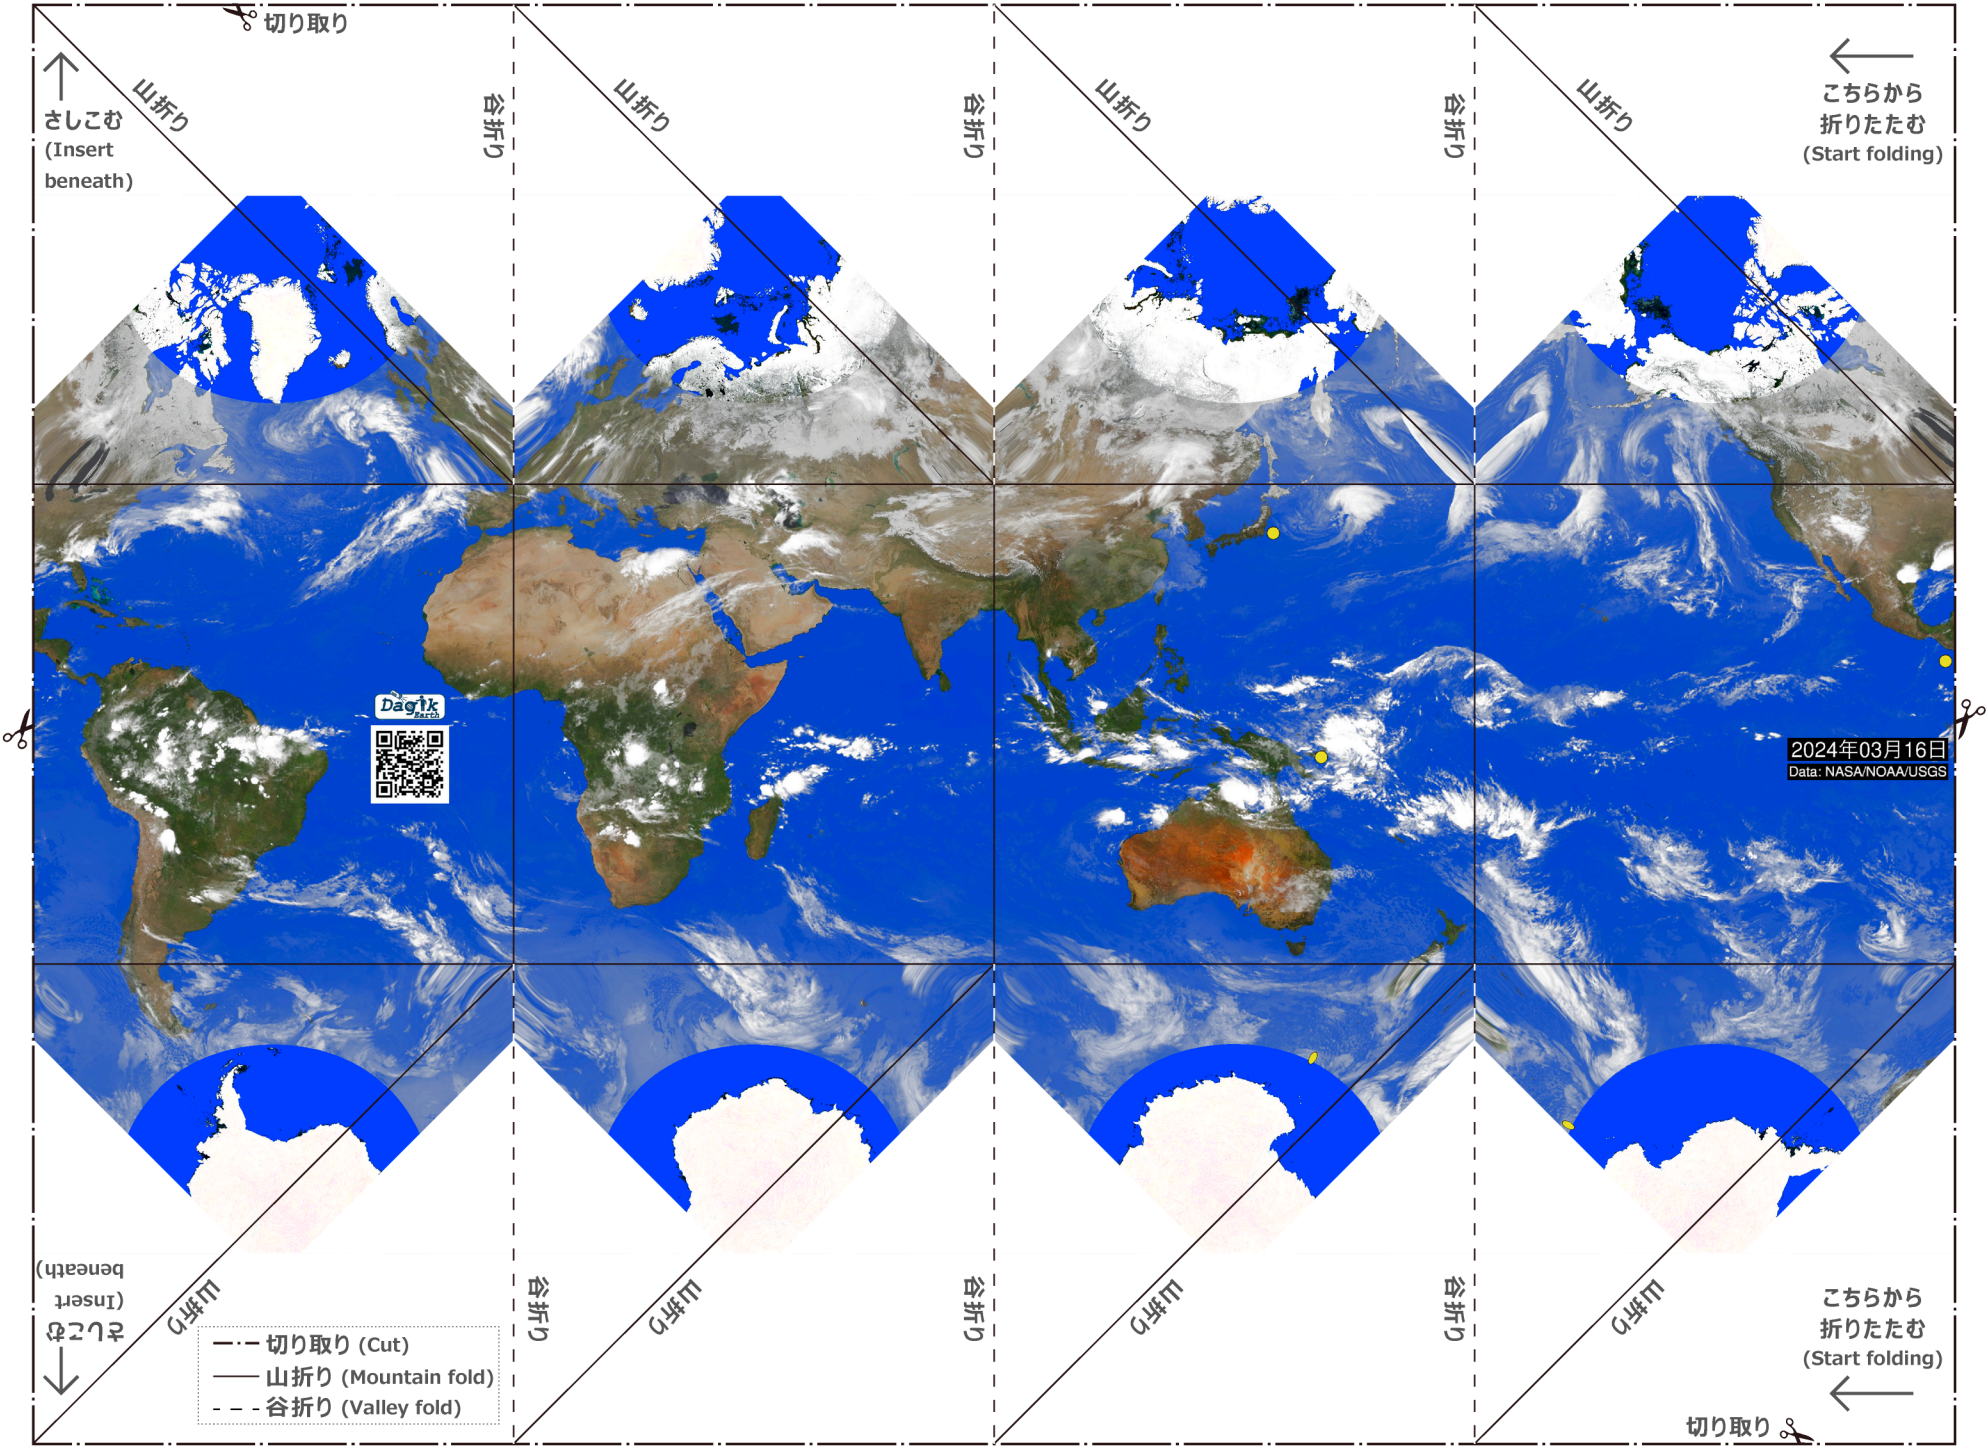 切り取り
さしこむ
(Insert
beneath)
山折り
谷折り
山折り
谷折り
山折り
谷折り
山折り
こちらから
折りたたむ
(Start folding)
Dagik
Earth
2024年03月16日
Data: NASA/NOAA/USGS
さしこむ
(Insert
beneath)
山折り
谷折り
山折り
谷折り
山折り
谷折り
山折り
こちらから
折りたたむ
(Start folding)
切り取り (Cut)
山折り (Mountain fold)
谷折り (Valley fold)
切り取り